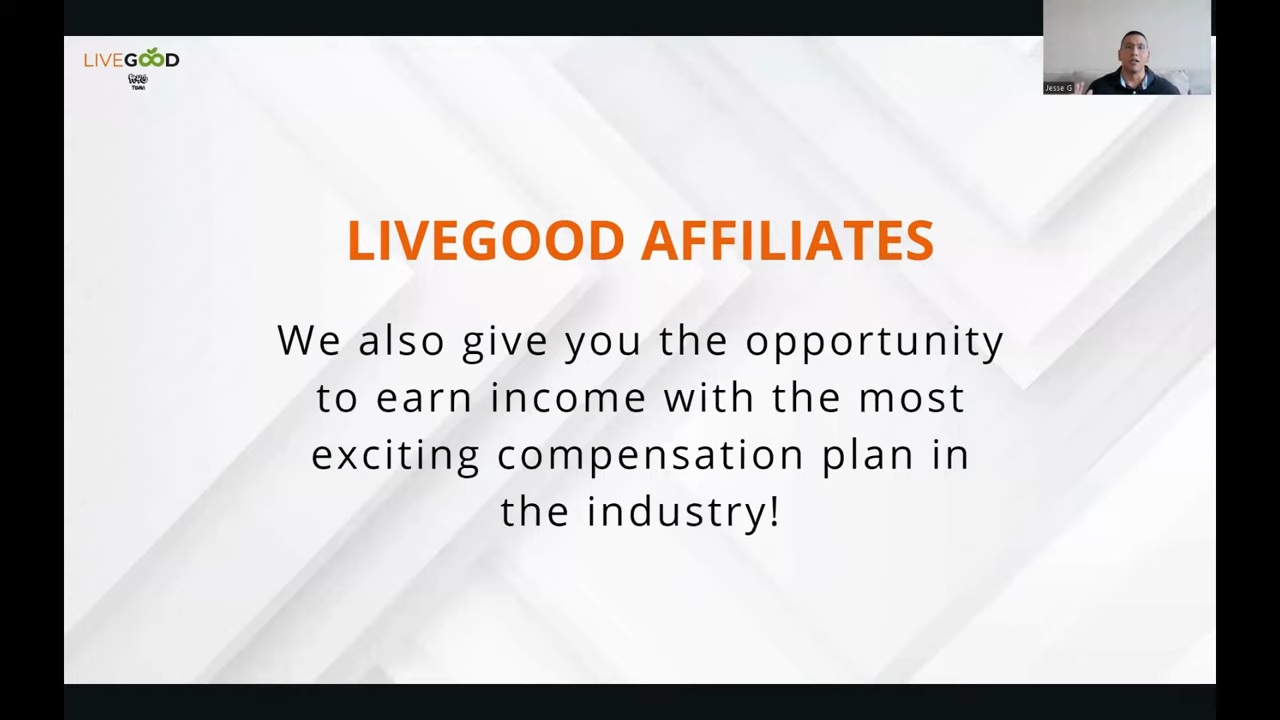 LIVEGOOD
TEAM
Jesse G
LIVEGOOD AFFILIATES
We also give you the opportunity
to earn income with the most
exciting compensation plan in
the industry!